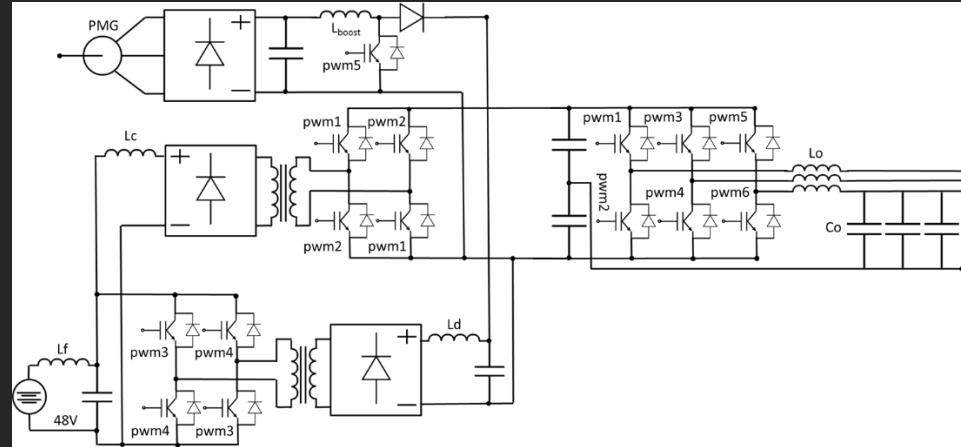 PMG
+
−
Lboost
pwm5
pwm1
pwm2
pwm1
pwm3
pwm5
Lc
+
−
Lo
pwm2
pwm4
pwm6
pwm2
pwm1
Co
Lf
pwm3
pwm4
+
−
Ld
48V
pwm4
pwm3